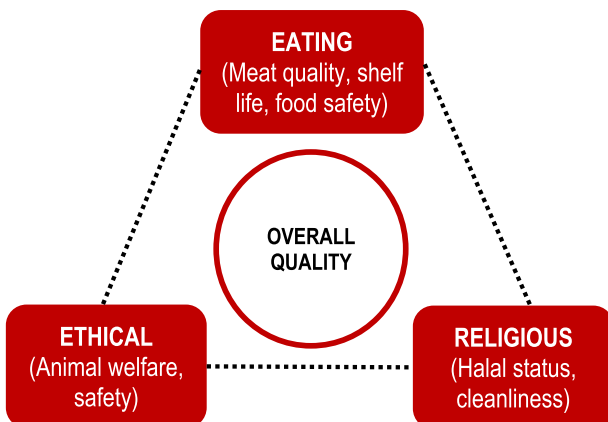 EATING
(Meat quality, shelf
life, food safety)
OVERALL
QUALITY
ETHICAL
(Animal welfare,
safety)
RELIGIOUS
(Halal status,
cleanliness)